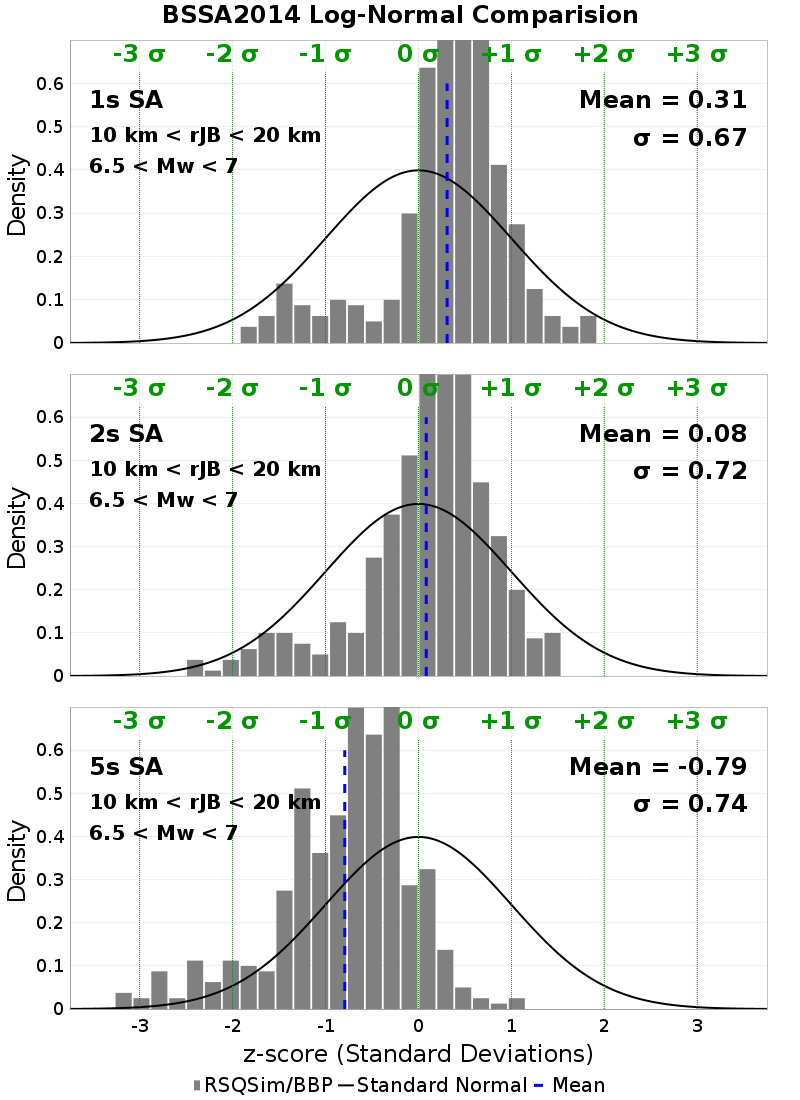 BSSA2014 Log-Normal Comparision
-3 σ -2 σ -1 σ 0 σ +1 σ +2 σ +3 σ
1s SA
Mean = 0.31
10 km < rJB < 20 km
σ = 0.67
6.5 < Mw < 7
0.6
0.5
0.4
0.3
0.2
0.1
0
Density
-3 σ -2 σ -1 σ 0 σ +1 σ +2 σ +3 σ
2s SA
Mean = 0.08
10 km < rJB < 20 km
σ = 0.72
6.5 < Mw < 7
0.6
0.5
0.4
0.3
0.2
0.1
0
Density
-3 σ -2 σ -1 σ 0 σ +1 σ +2 σ +3 σ
5s SA
Mean = -0.79
10 km < rJB < 20 km
σ = 0.74
6.5 < Mw < 7
0.6
0.5
0.4
0.3
0.2
0.1
0
Density
-3 -2 -1 0 1 2 3
z-score (Standard Deviations)
RSQSim/BBP Standard Normal Mean